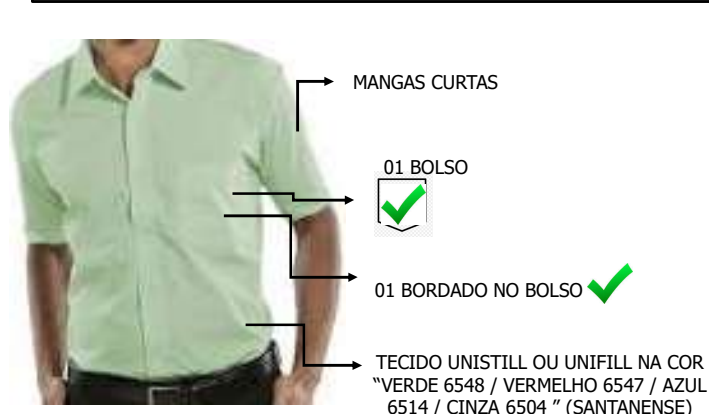 MANGAS CURTAS
01 BOLSO
01 BORDADO NO BOLSO
TECIDO UNISTILL OU UNIFILL NA COR
“VERDE 6548 / VERMELHO 6547 / AZUL
6514 / CINZA 6504 ” (SANTANENSE)